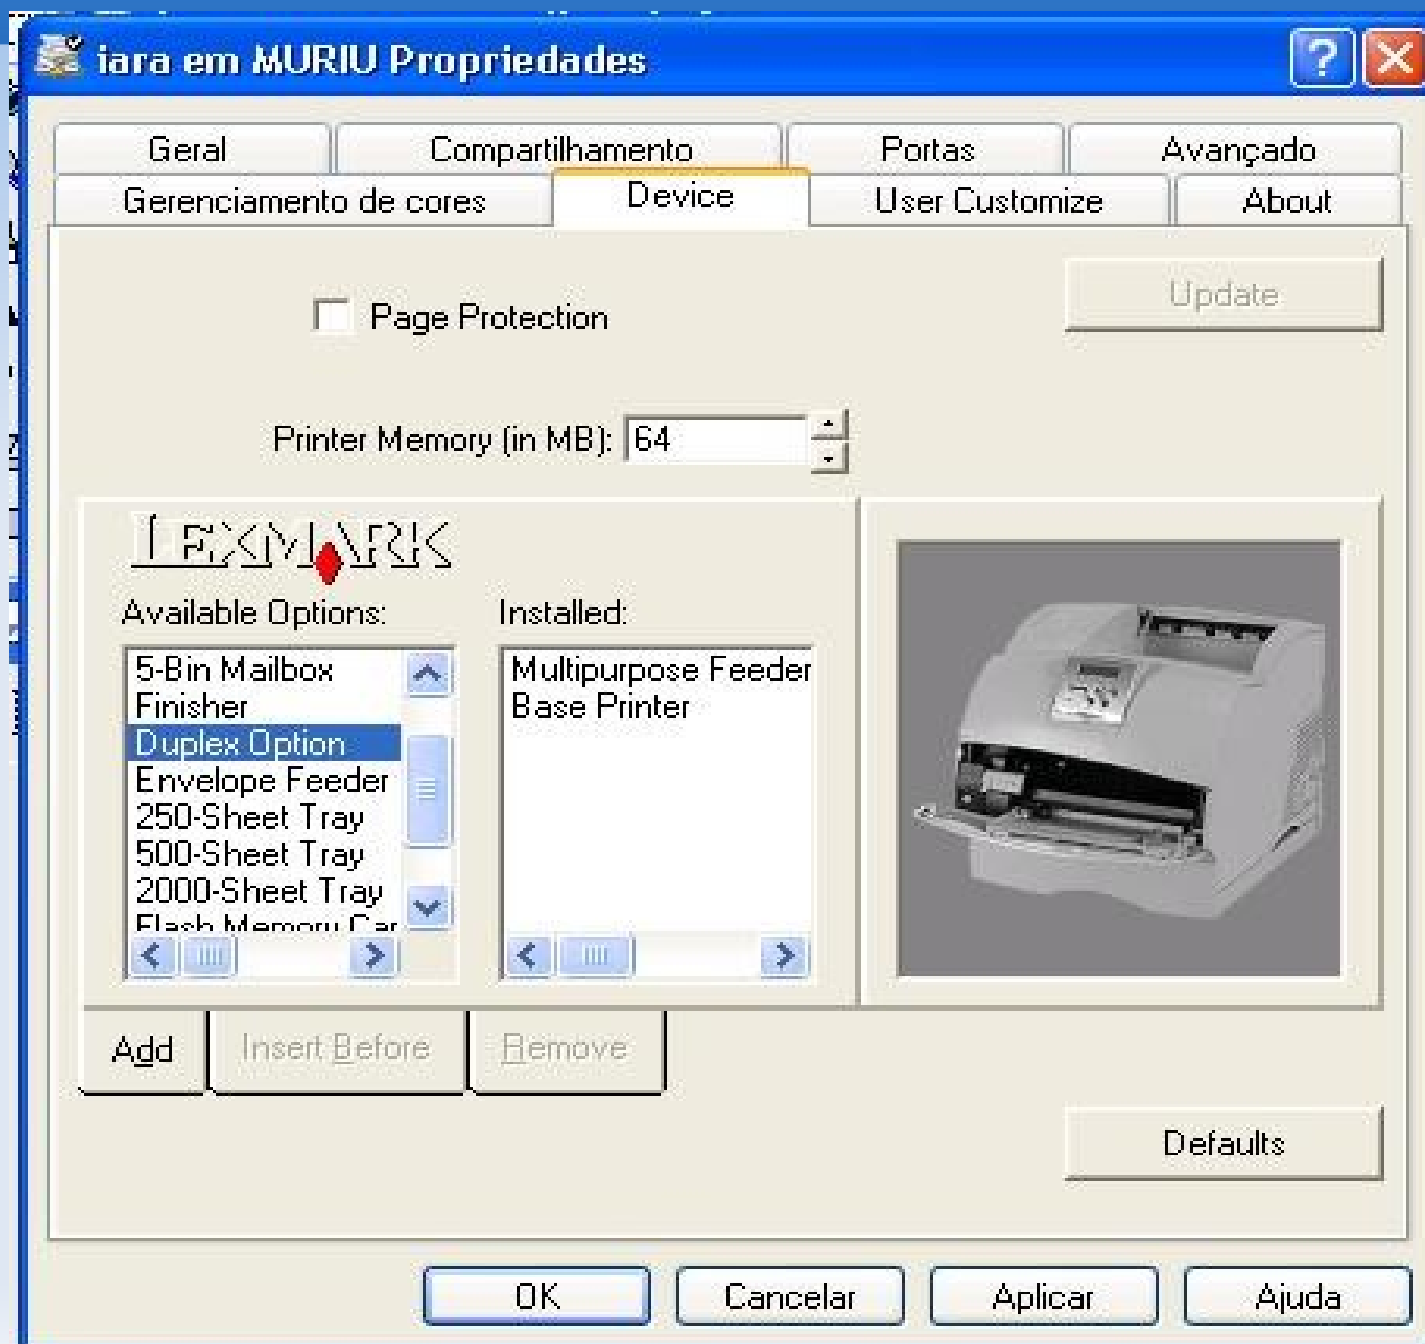 iara em MURIU Propriedades
Geral Compartilhamento Portas Avançado
Gerenciamento de cores Device User Customize About
Update
Page Protection
Printer Memory (in MB): 64
LEXMARK
Available Options: Installed:
5-Bin Mailbox Multipurpose Feeder
Finisher Base Printer
Duplex Option
Envelope Feeder
250-Sheet Tray
500-Sheet Tray
2000-Sheet Tray
Flash Memory Car
Add Insert Before Remove
Defaults
OK Cancelar Aplicar Ajuda